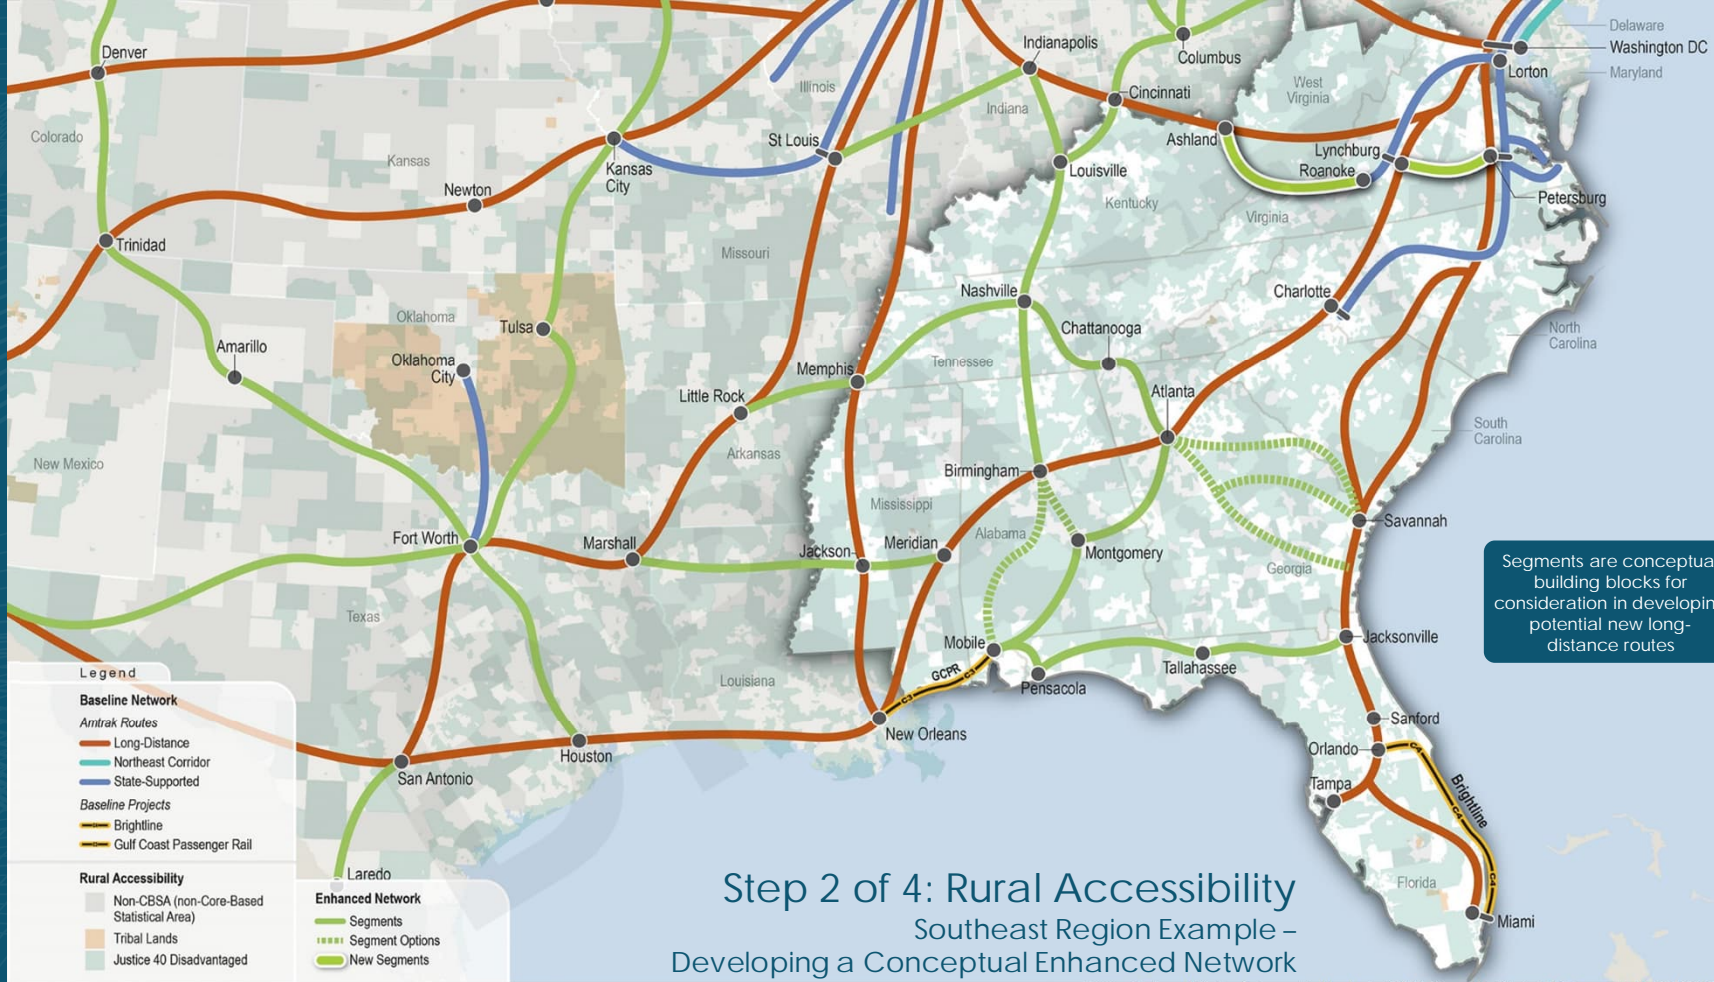 Denver
Indianapolis
Columbus
Delaware
Washington DC
Lorton
Maryland
Illinois
Indiana
Cincinnati
West
Virginia
Colorado
Kansas
St Louis
Ashland
Lynchburg
Roanoke
Kansas
City
Louisville
Petersburg
Newton
Kentucky
Virginia
Trinidad
Missouri
Nashville
Charlotte
Oklahoma
Tulsa
Chattanooga
North
Carolina
Amarillo
Oklahoma
City
Memphis
Tennessee
Little Rock
Atlanta
South
Carolina
Arkansas
New Mexico
Birmingham
Mississippi
Savannah
Fort Worth
Marshall
Jackson
Meridian
Alabama
Montgomery
Georgia
Segments are conceptua
building blocks for
consideration in developin
potential new long-
distance routes
Texas
Jacksonville
Mobile
Tallahassee
GCPR
C3
C3
Pensacola
Louisiana
New Orleans
Sanford
Orlando
C4
Houston
San Antonio
Tampa
Brightline
C4
Laredo
Florida
C4
Miami
Legend
Baseline Network
Amtrak Routes
Long-Distance
Northeast Corridor
State-Supported
Baseline Projects
Brightline
Gulf Coast Passenger Rail
Rural Accessibility
Non-CBSA (non-Core-Based
Statistical Area)
Tribal Lands
Justice 40 Disadvantaged
Enhanced Network
Segments
Segment Options
New Segments
Step 2 of 4: Rural Accessibility
Southeast Region Example –
Developing a Conceptual Enhanced Network